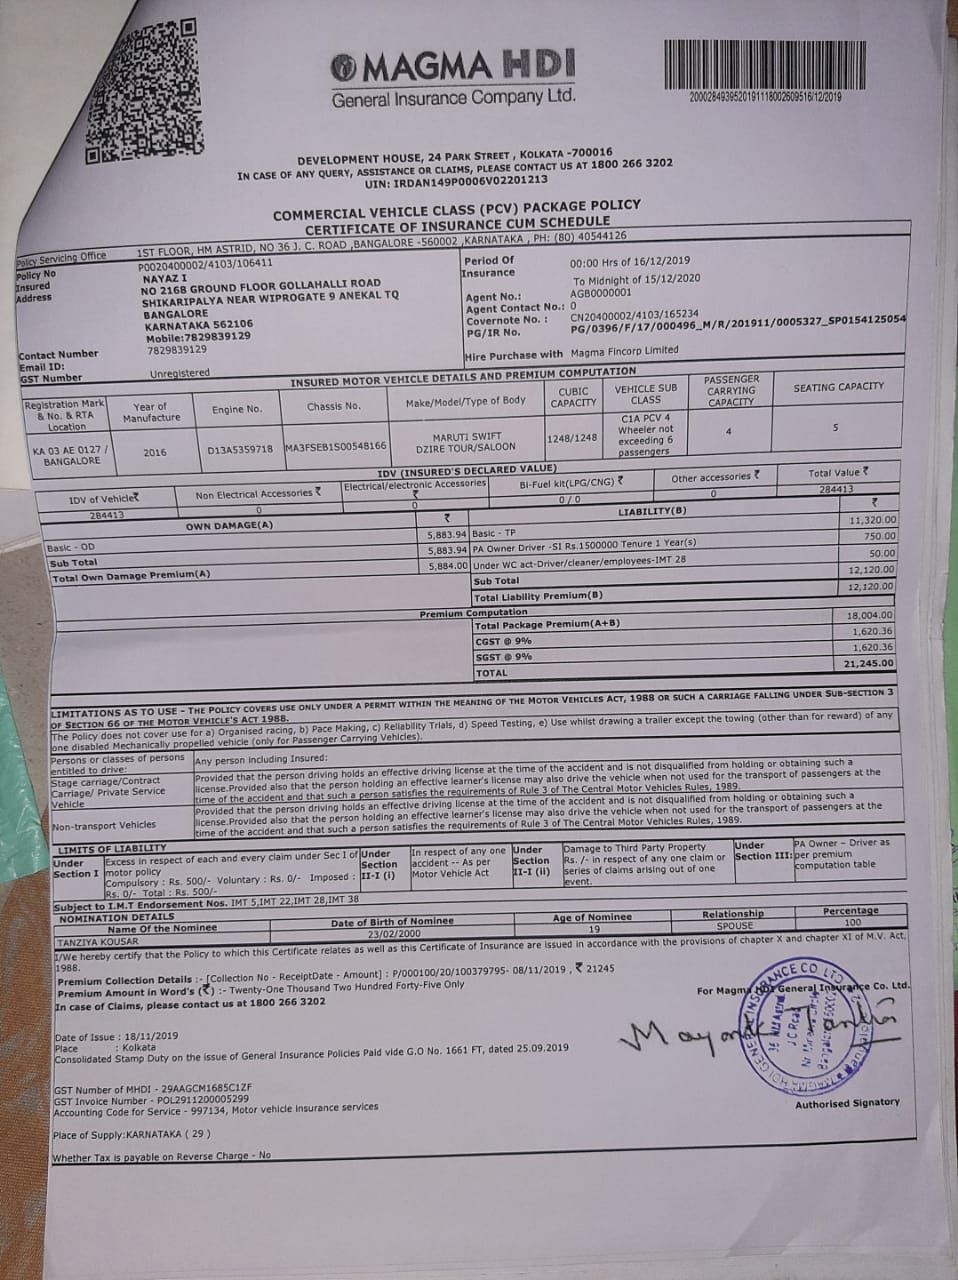 MAGMA HDI
General Insurance Company Ltd.
20002849395201911180026095 16/12/2019
DEVELOPMENT HOUSE, 24 PARK STREET , KOLKATA -700016
IN CASE OF ANY QUERY, ASSISTANCE OR CLAIMS, PLEASE CONTACT US AT 1800 266 3202
UIN: IRDAN149P0006V02201213
COMMERCIAL VEHICLE CLASS (PCV) PACKAGE POLICY
CERTIFICATE OF INSURANCE CUM SCHEDULE
Policy Servicing Office 1ST FLOOR, HM ASTRID, NO 36 J. C. ROAD ,BANGALORE -560002 ,KARNATAKA , PH: (80) 40544126
Policy No P0020400002/4103/106411
Insured NAYAZ I
Address NO 2168 GROUND FLOOR GOLLAHALLI ROAD
SHIKARIPALYA NEAR WIPROGATE 9 ANEKAL TQ
BANGALORE
KARNATAKA 562106
Mobile:7829839129
Contact Number 7829839129
Email ID:
GST Number Unregistered
Period Of Insurance 00:00 Hrs of 16/12/2019
To Midnight of 15/12/2020
Agent No.: AGB0000001
Agent Contact No.: 0
Covernote No. : CN20400002/4103/165234
PG/IR No. PG/0396/F/17/000496_M/R/201911/0005327_SP0154125054
Hire Purchase with Magma Fincorp Limited
INSURED MOTOR VEHICLE DETAILS AND PREMIUM COMPUTATION
Registration Mark & No. & RTA Location Year of Manufacture Engine No. Chassis No. Make/Model/Type of Body CUBIC CAPACITY VEHICLE SUB CLASS PASSENGER CARRYING CAPACITY SEATING CAPACITY
KA 03 AE 0127 / BANGALORE 2016 D13A5359718 MA3FSEB1S00548166 MARUTI SWIFT DZIRE TOUR/SALOON 1248/1248 C1A PCV 4 Wheeler not exceeding 6 passengers 4 5
IDV (INSURED'S DECLARED VALUE)
IDV of Vehicle₹ Non Electrical Accessories ₹ Electrical/electronic Accessories ₹ Bi-Fuel kit(LPG/CNG) ₹ Other accessories ₹ Total Value ₹
284413 0 0 0 / 0 0 284413
OWN DAMAGE(A) ₹ LIABILITY(B) ₹
Basic - OD 5,883.94 Basic - TP 11,320.00
Sub Total 5,883.94 PA Owner Driver -SI Rs.1500000 Tenure 1 Year(s) 750.00
Total Own Damage Premium(A) 5,884.00 Under WC act-Driver/cleaner/employees-IMT 28 50.00
Sub Total 12,120.00
Total Liability Premium(B) 12,120.00
Premium Computation
Total Package Premium(A+B) 18,004.00
CGST @ 9% 1,620.36
SGST @ 9% 1,620.36
TOTAL 21,245.00
LIMITATIONS AS TO USE - THE POLICY COVERS USE ONLY UNDER A PERMIT WITHIN THE MEANING OF THE MOTOR VEHICLES ACT, 1988 OR SUCH A CARRIAGE FALLING UNDER SUB-SECTION 3
OF SECTION 66 OF THE MOTOR VEHICLE'S ACT 1988.
The Policy does not cover use for a) Organised racing, b) Pace Making, c) Reliability Trials, d) Speed Testing, e) Use whilst drawing a trailer except the towing (other than for reward) of any
one disabled Mechanically propelled vehicle (only for Passenger Carrying Vehicles).
Persons or classes of persons entitled to drive: Any person including Insured:
Stage carriage/Contract Carriage/ Private Service Vehicle Provided that the person driving holds an effective driving license at the time of the accident and is not disqualified from holding or obtaining such a
license.Provided also that the person holding an effective learner's license may also drive the vehicle when not used for the transport of passengers at the
time of the accident and that such a person satisfies the requirements of Rule 3 of The Central Motor Vehicles Rules, 1989.
Non-transport Vehicles Provided that the person driving holds an effective driving license at the time of the accident and is not disqualified from holding or obtaining such a
license.Provided also that the person holding an effective learner's license may also drive the vehicle when not used for the transport of passengers at the
time of the accident and that such a person satisfies the requirements of Rule 3 of The Central Motor Vehicles Rules, 1989.
LIMITS OF LIABILITY
Under Section I Excess in respect of each and every claim under Sec I of motor policy Compulsory : Rs. 500/- Voluntary : Rs. 0/- Imposed : Rs. 0/- Total : Rs. 500/-
Under Section II-I (i) In respect of any one accident -- As per Motor Vehicle Act
Under Section II-I (ii) Damage to Third Party Property Rs. /- in respect of any one claim or series of claims arising out of one event.
Under Section III: PA Owner – Driver as per premium computation table
Subject to I.M.T Endorsement Nos. IMT 5,IMT 22,IMT 28,IMT 38
NOMINATION DETAILS
Name Of the Nominee Date of Birth of Nominee Age of Nominee Relationship Percentage
TANZIYA KOUSAR 23/02/2000 19 SPOUSE 100
I/We hereby certify that the Policy to which this Certificate relates as well as this Certificate of Insurance are issued in accordance with the provisions of chapter X and chapter XI of M.V. Act,
1988.
Premium Collection Details :- [Collection No - ReceiptDate - Amount] : P/000100/20/100379795- 08/11/2019 , ₹ 21245
Premium Amount in Word's (₹) :- Twenty-One Thousand Two Hundred Forty-Five Only
In case of Claims, please contact us at 1800 266 3202
For Magma HDI General Insurance Co. Ltd.
Date of Issue : 18/11/2019
Place : Kolkata
Consolidated Stamp Duty on the issue of General Insurance Policies Paid vide G.O No. 1661 FT, dated 25.09.2019
GST Number of MHDI - 29AAGCM1685C1ZF
GST Invoice Number - POL2911200005299
Accounting Code for Service - 997134, Motor vehicle insurance services
Authorised Signatory
Place of Supply:KARNATAKA ( 29 )
Whether Tax is payable on Reverse Charge - No